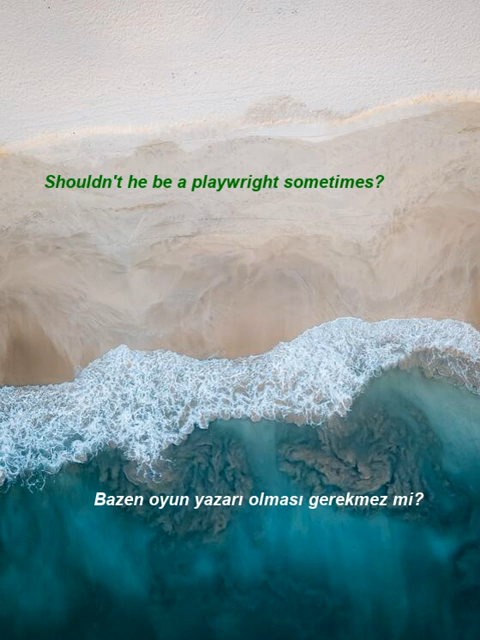 Shouldn't he be a playwright sometimes?
Bazen oyun yazarı olması gerekmez mi?